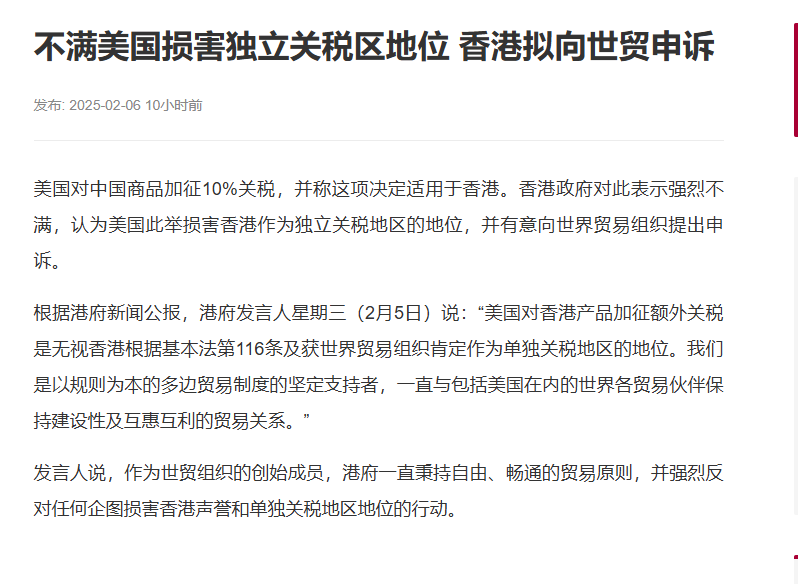 不满美国损害独立关税区地位 香港拟向世贸申诉
发布: 2025-02-06 10小时前
美国对中国商品加征10%关税，并称这项决定适用于香港。香港政府对此表示强烈不
满，认为美国此举损害香港作为独立关税地区的地位，并有意向世界贸易组织提出申
诉。
根据港府新闻公报，港府发言人星期三（2月5日）说：“美国对香港产品加征额外关税
是无视香港根据基本法第116条及获世界贸易组织肯定作为单独关税地区的地位。我们
是以规则为本的多边贸易制度的坚定支持者，一直与包括美国在内的世界各贸易伙伴保
持建设性及互惠互利的贸易关系。”
发言人说，作为世贸组织的创始成员，港府一直秉持自由、畅通的贸易原则，并强烈反
对任何企图损害香港声誉和单独关税地区地位的行动。